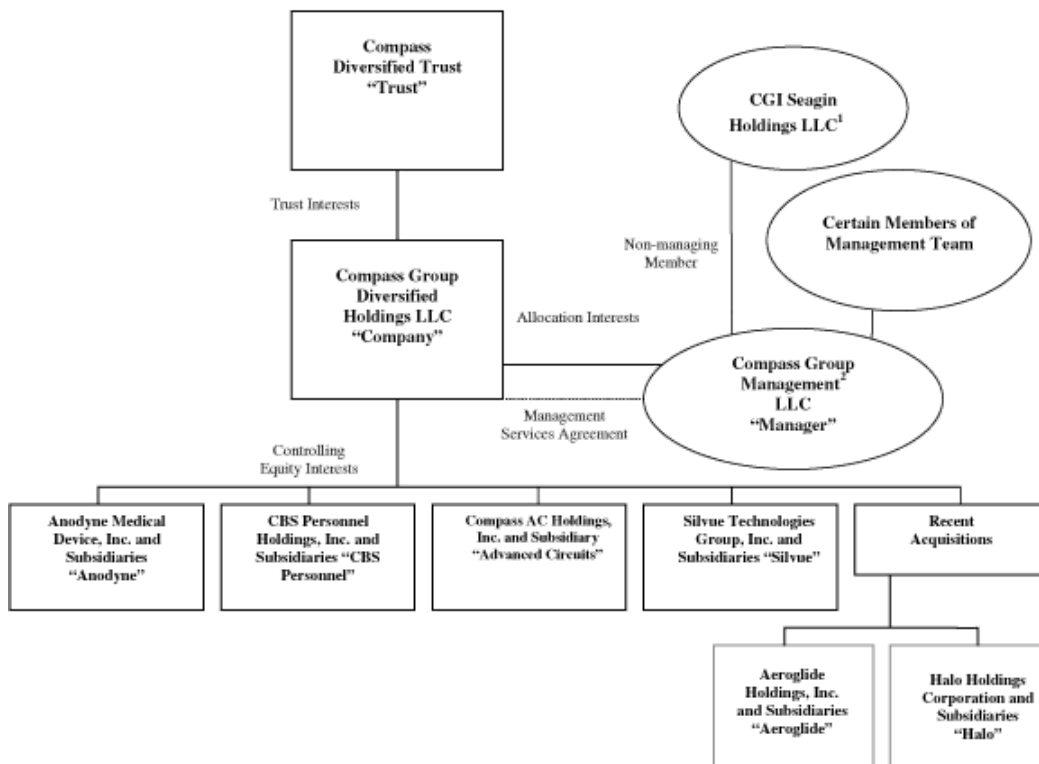 Compass
Diversified Trust
“Trust”
CGI Seagin
Holdings LLC1
Trust Interests
Certain Members of
Management Team
Non-managing
Member
Compass Group
Diversified
Holdings LLC
“Company”
Allocation Interests
Compass Group
Management2
LLC
“Manager”
Management
Services Agreement
Controlling
Equity Interests
Anodyne Medical
Device, Inc. and
Subsidiaries
“Anodyne”
CBS Personnel
Holdings, Inc. and
Subsidiaries “CBS
Personnel”
Compass AC Holdings,
Inc. and Subsidiary
“Advanced Circuits”
Silvue Technologies
Group, Inc. and
Subsidiaries “Silvue”
Recent
Acquisitions
Aeroglide
Holdings, Inc.
and Subsidiaries
“Aeroglide”
Halo Holdings
Corporation and
Subsidiaries
“Halo”